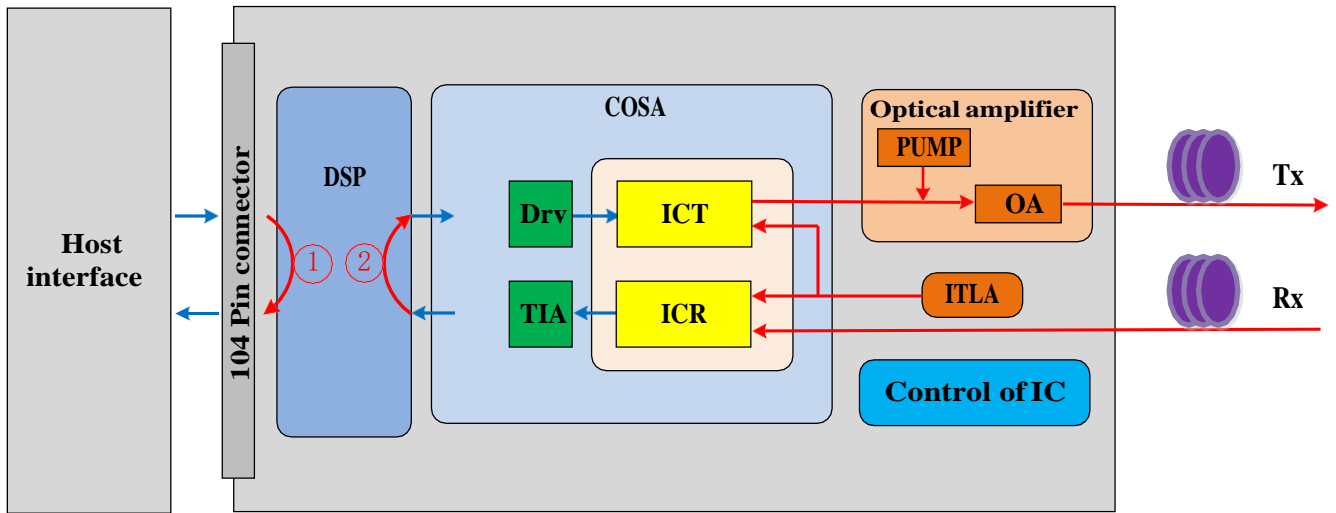 Host
interface
104 Pin connector
DSP
①
②
COSA
Drv
TIA
ICT
ICR
Optical amplifier
PUMP
OA
ITLA
Control of IC
Tx
Rx